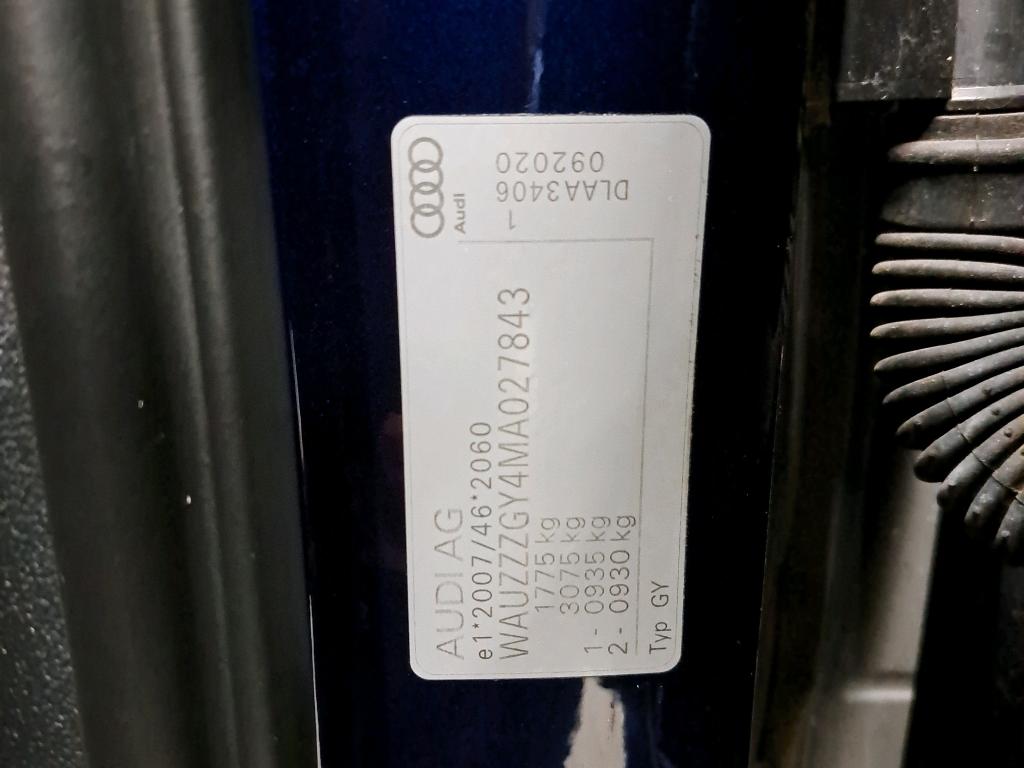 AUDI AG
e1*2007/46*2060
WAUZZZGY4MA027843
1775 kg
3075 kg
1 - 0935 kg
2 - 0930 kg
Typ GY
Audi
1
DLAA3406
092020